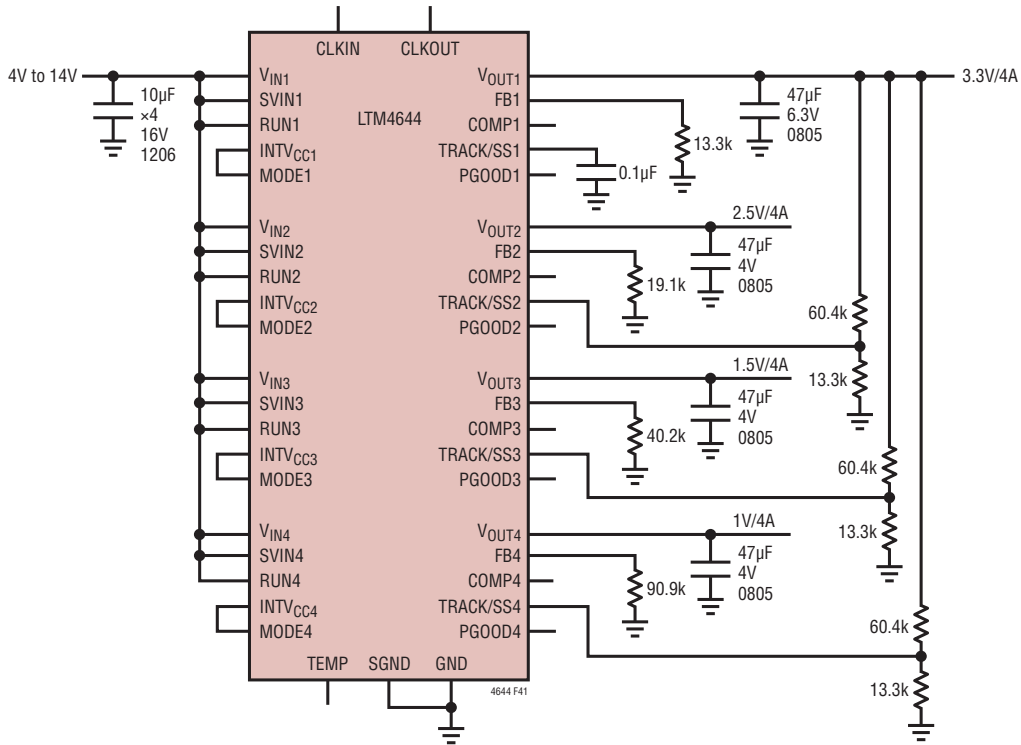 CLKIN CLKOUT
4V to 14V
10µF
×4
16V
1206
LTM4644
VIN1
SVIN1
RUN1
INTVCC1
MODE1
VOUT1
FB1
COMP1
TRACK/SS1
PGOOD1
3.3V/4A
47µF
6.3V
0805
13.3k
0.1µF
VIN2
SVIN2
RUN2
INTVCC2
MODE2
VOUT2
FB2
COMP2
TRACK/SS2
PGOOD2
2.5V/4A
47µF
4V
0805
19.1k
60.4k
13.3k
VIN3
SVIN3
RUN3
INTVCC3
MODE3
VOUT3
FB3
COMP3
TRACK/SS3
PGOOD3
1.5V/4A
47µF
4V
0805
40.2k
60.4k
13.3k
VIN4
SVIN4
RUN4
INTVCC4
MODE4
VOUT4
FB4
COMP4
TRACK/SS4
PGOOD4
1V/4A
47µF
4V
0805
90.9k
60.4k
13.3k
TEMP SGND GND
4644 F41